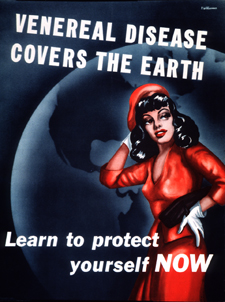 VENEREAL DISEASE
COVERS THE EARTH
Learn to protect
yourself NOW